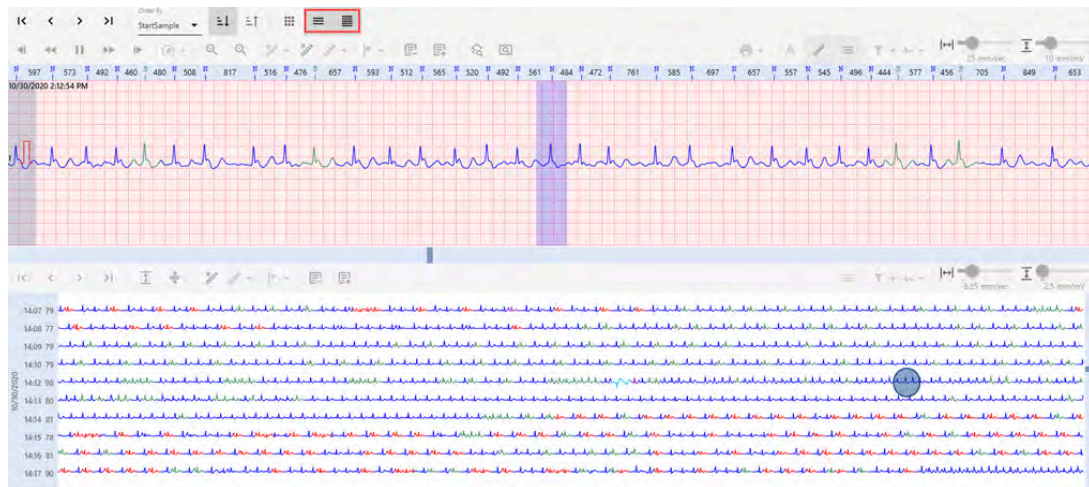 Order By
StartSample
25 mm/sec
10 mm/mV
N 597 N 573 N 492 N 460 S 480 N 508 N 817 N 516 N 476 S 657 N 593 N 512 N 565 N 520 N 492 N 561 N 484 N 472 N 761 N 585 N 697 N 657 N 557 N 545 N 496 N 444 S 577 N 456 S 705 N 849 N 653
10/30/2020 2:12:54 PM
6.25 mm/sec
2.5 mm/mV
10/30/2020
14:07 79
14:08 77
14:09 79
14:10 79
14:12 98
14:13 80
14:04 81
14:15 78
14:16 81
14:17 90